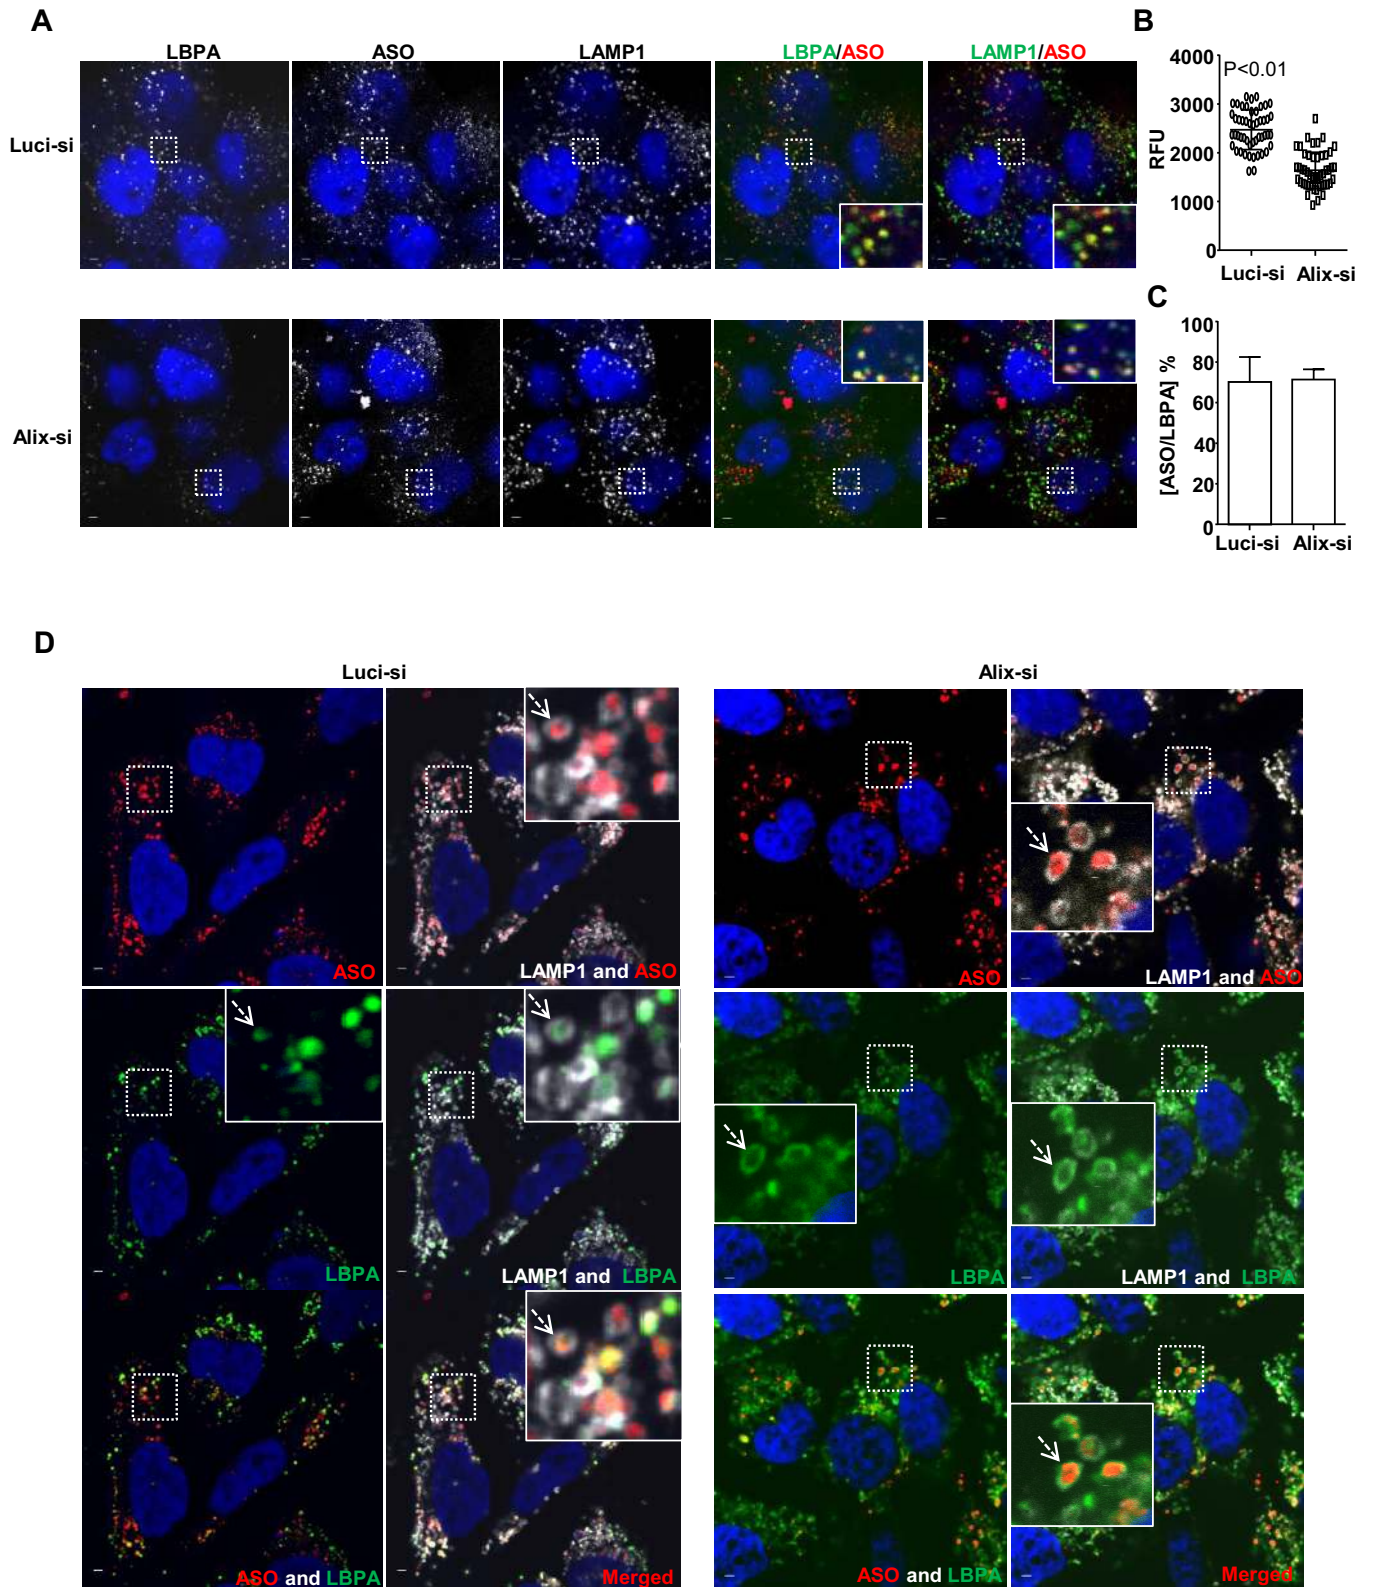 A
LBPA
ASO
LAMP1
LBPA/ASO
LAMP1/ASO
Luci-si
Alix-si
B
4000
3000
2000
1000
0
RFU
P<0.01
Luci-si
Alix-si
C
100
80
60
40
20
0
[ASO/LBPA] %
Luci-si
Alix-si
D
Luci-si
Alix-si
ASO
LAMP1 and ASO
ASO
LAMP1 and ASO
LBPA
LAMP1 and LBPA
LBPA
LAMP1 and LBPA
ASO and LBPA
Merged
ASO and LBPA
Merged